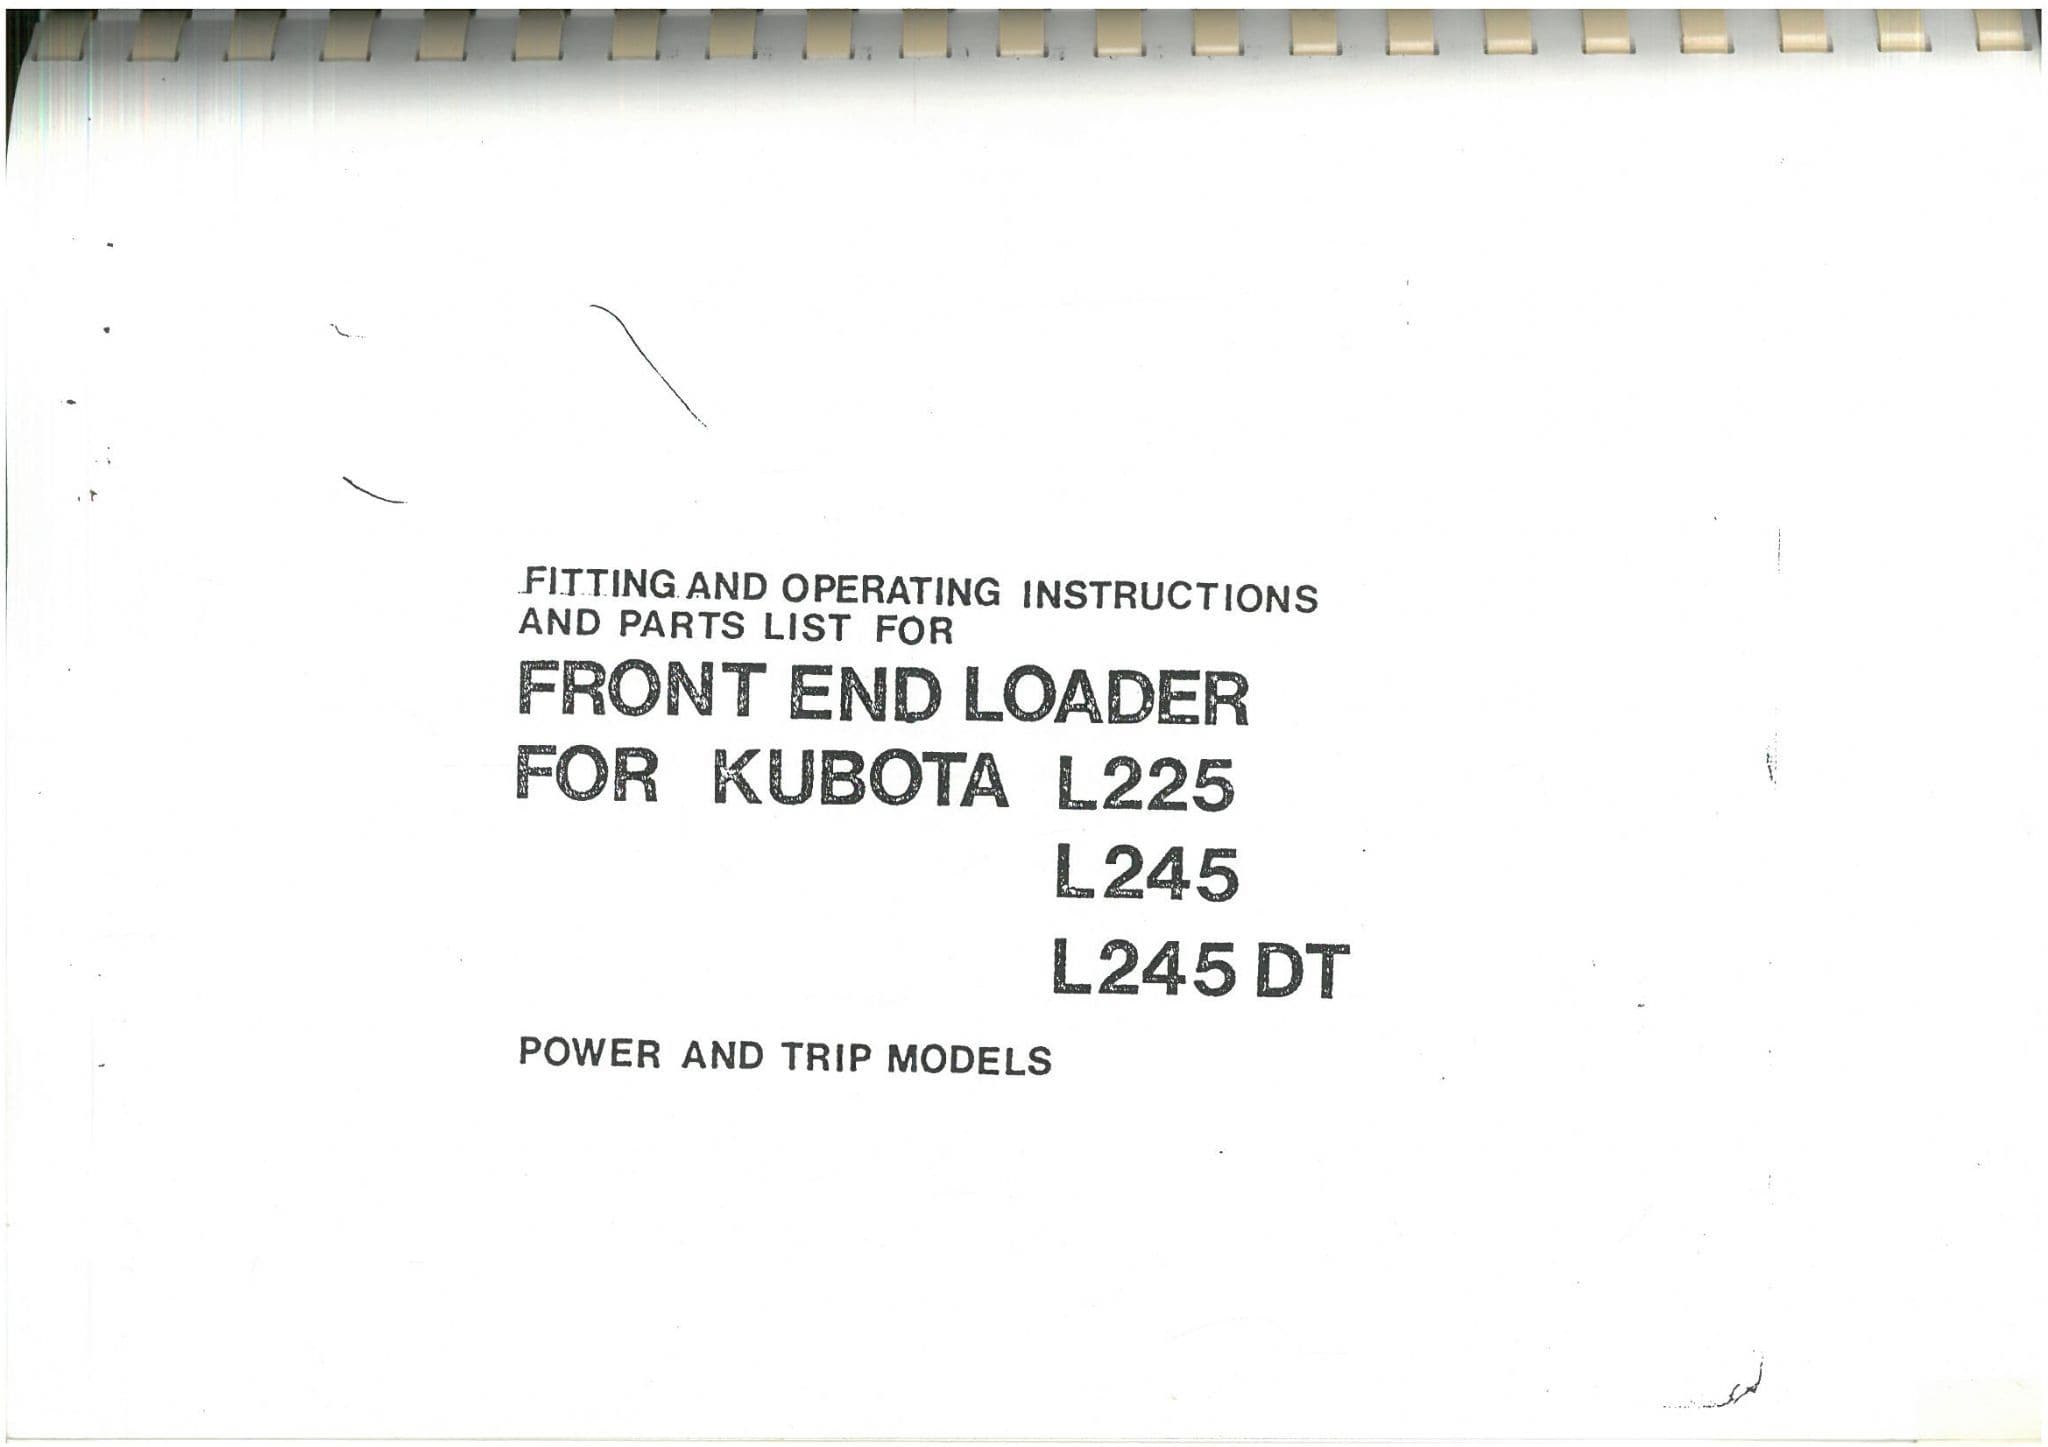 FITTING AND OPERATING INSTRUCTIONS
AND PARTS LIST FOR
FRONT END LOADER
FOR KUBOTA L225
L245
L245 DT
POWER AND TRIP MODELS